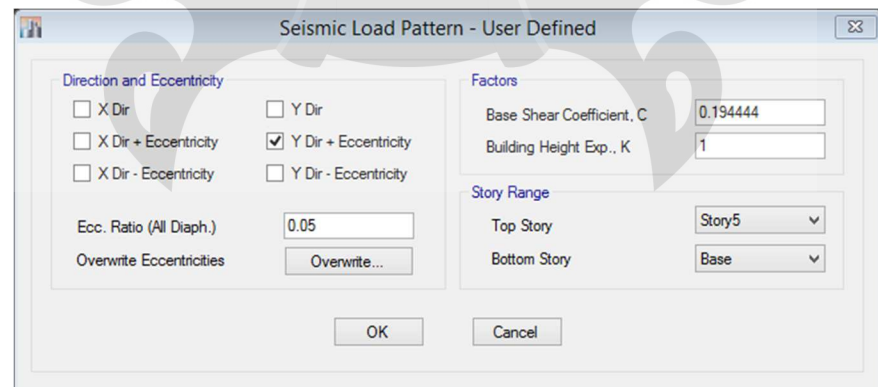 Seismic Load Pattern - User Defined
Direction and Eccentricity
X Dir
Y Dir
X Dir + Eccentricity
Y Dir + Eccentricity
X Dir - Eccentricity
Y Dir - Eccentricity
Ecc. Ratio (All Diaph.) 0.05
Overwrite Eccentricities Overwrite...
Factors
Base Shear Coefficient, C 0.194444
Building Height Exp., K 1
Story Range
Top Story Story5
Bottom Story Base
OK Cancel